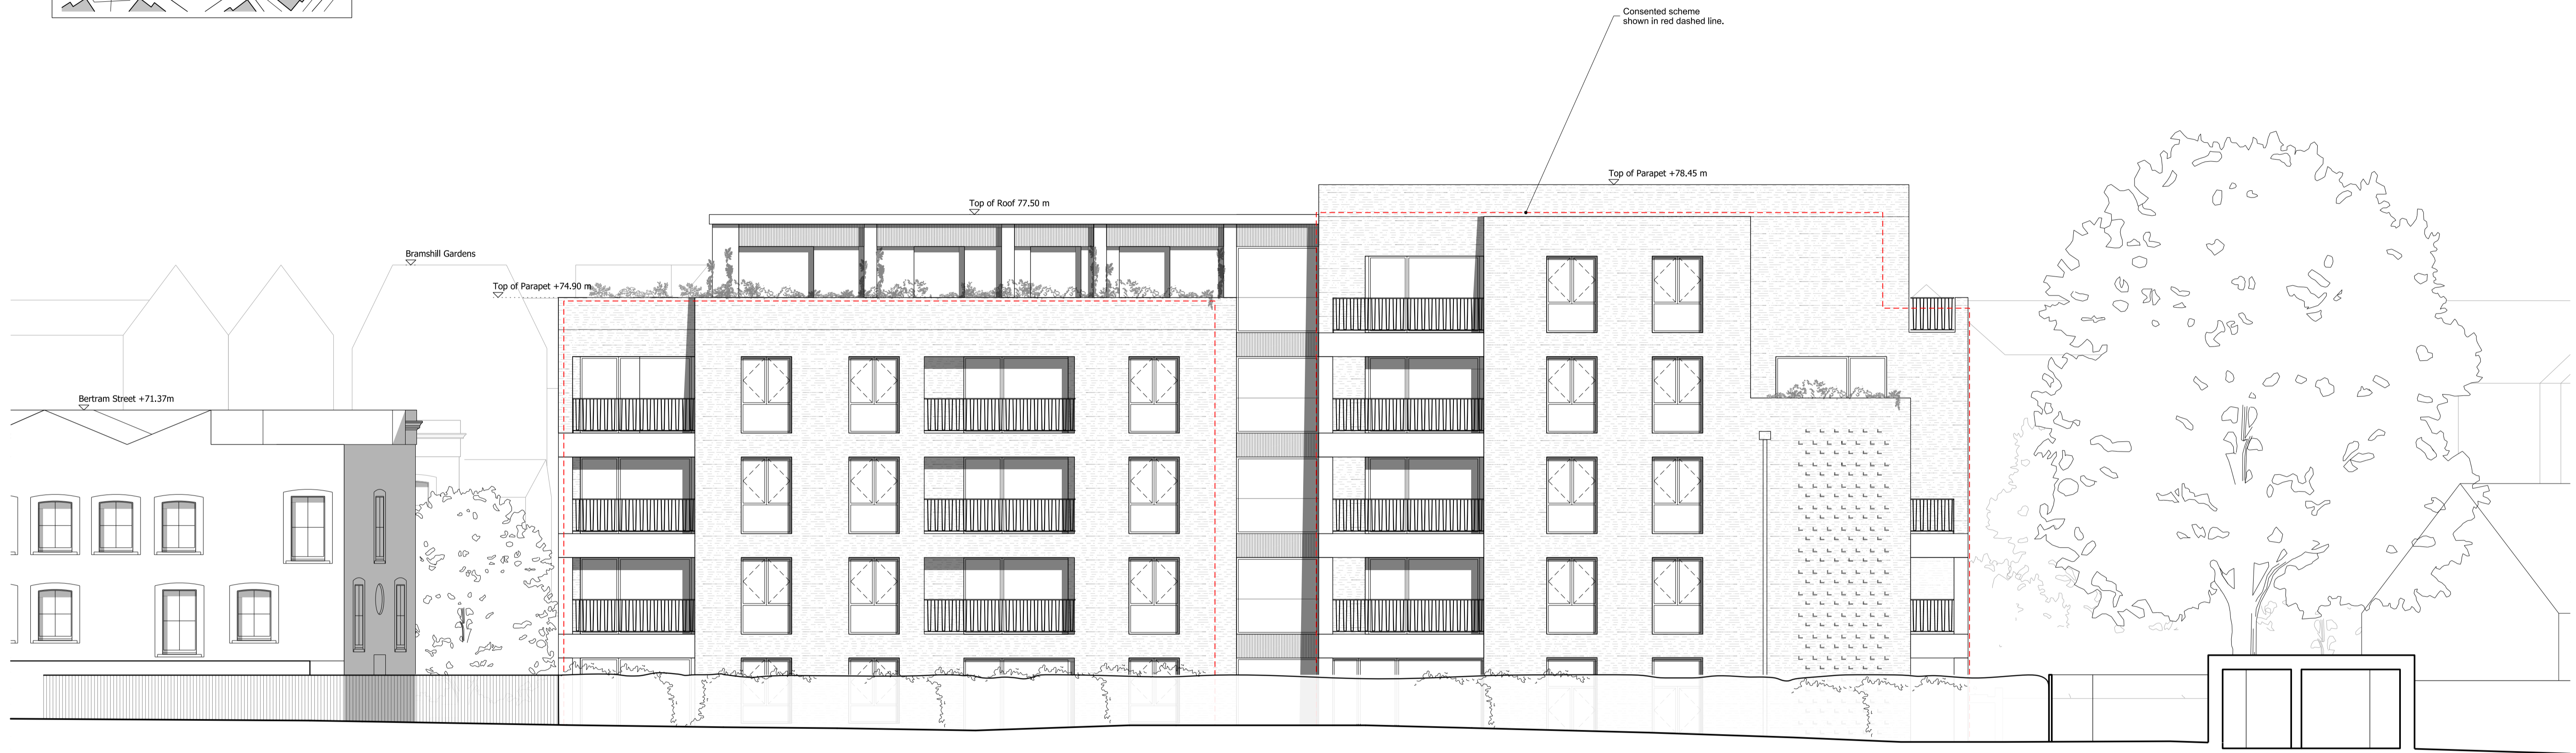 Consented scheme
shown in red dashed line.
Top of Parapet +78.45 m
Top of Roof 77.50 m
Bramshill Gardens
Top of Parapet +74.90 m
Bertram Street +71.37m